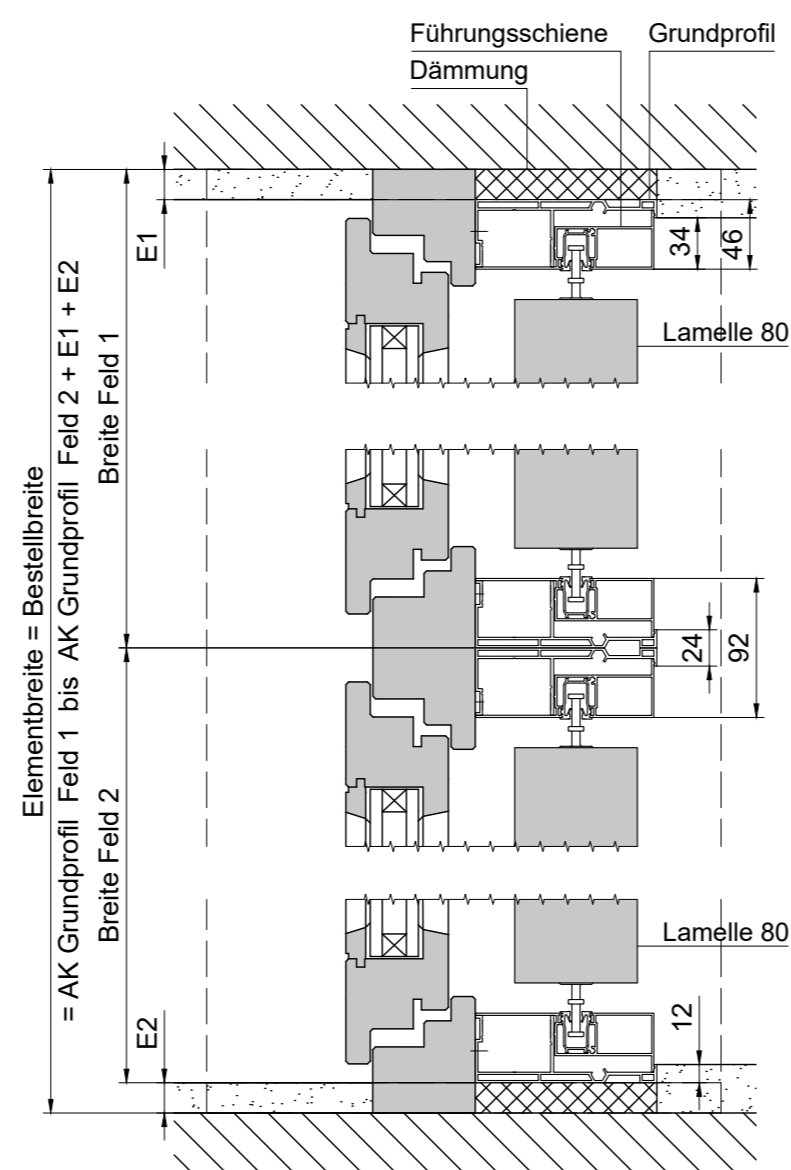 Führungsschiene
Grundprofil
Dämmung
E1
34
46
Lamelle 80
Elementbreite = Bestellbreite
= AK Grundprofil Feld 1 bis AK Grundprofil Feld 2 + E1 + E2
Breite Feld 1
24
92
Breite Feld 2
Lamelle 80
E2
12